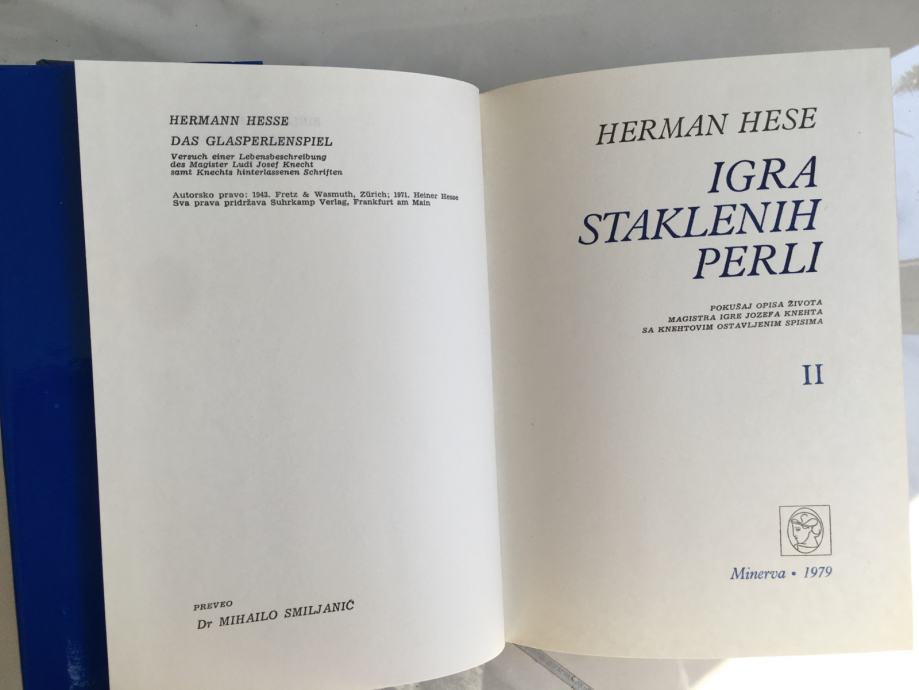 HERMANN HESSE
DAS GLASPERLENSPIEL
Versuch einer Lebensbeschreibung
des Magister Ludi Josef Knecht
samt Knechts hinterlassenen Schriften
Autorsko pravo: 1943. Fretz & Wasmuth, Zürich; 1971. Heiner Hesse
Sva prava pridržava Suhrkamp Verlag, Frankfurt am Main
PREVEO
Dr MIHAILO SMILJANIĆ
HERMAN HESE
IGRA
STAKLENIH
PERLI
POKUŠAJ OPISA ŽIVOTA
MAGISTRA IGRE JOZEFA KNEHTA
SA KNEHTOVIM OSTAVLJENIM SPISIMA
II
Minerva • 1979